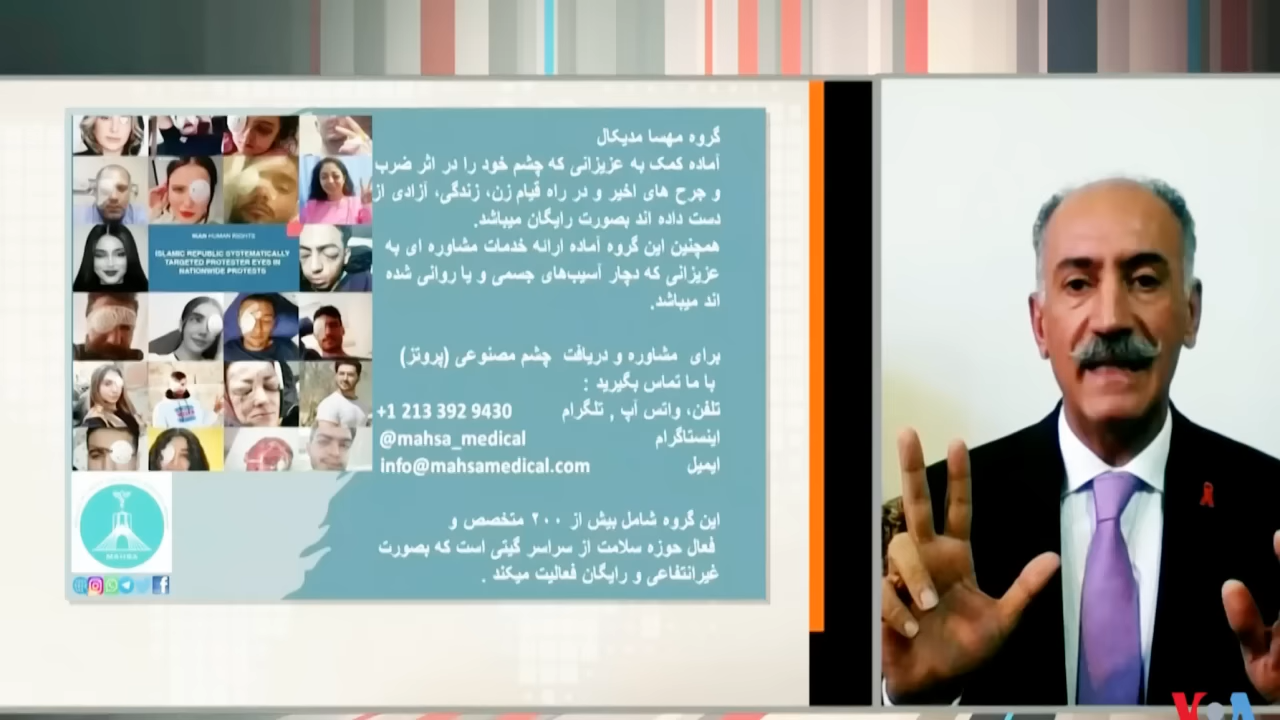 گروه مهسا مدیکال
آماده کمک به عزیزانی که چشم خود را در اثر ضرب
و جرح های اخیر و در راه قیام زن، زندگی، آزادی از
دست داده اند بصورت رایگان میباشد.
همچنین این گروه آماده ارائه خدمات مشاوره ای به
عزیزانی که دچار آسیب‌های جسمی و یا روانی شده
اند میباشد.
برای مشاوره و دریافت چشم مصنوعی (پروتز)
با ما تماس بگیرید :
تلفن، واتس آپ , تلگرام +1 213 392 9430
اینستاگرام @mahsa_medical
ایمیل info@mahsamedical.com
این گروه شامل بیش از ۲۰۰ متخصص و
فعال حوزه سلامت از سراسر گیتی است که بصورت
غیرانتفاعی و رایگان فعالیت میکند .
IRAN HUMAN RIGHTS
ISLAMIC REPUBLIC SYSTEMATICALLY
TARGETED PROTESTER EYES IN
NATIONWIDE PROTESTS
MAHSA
VOA